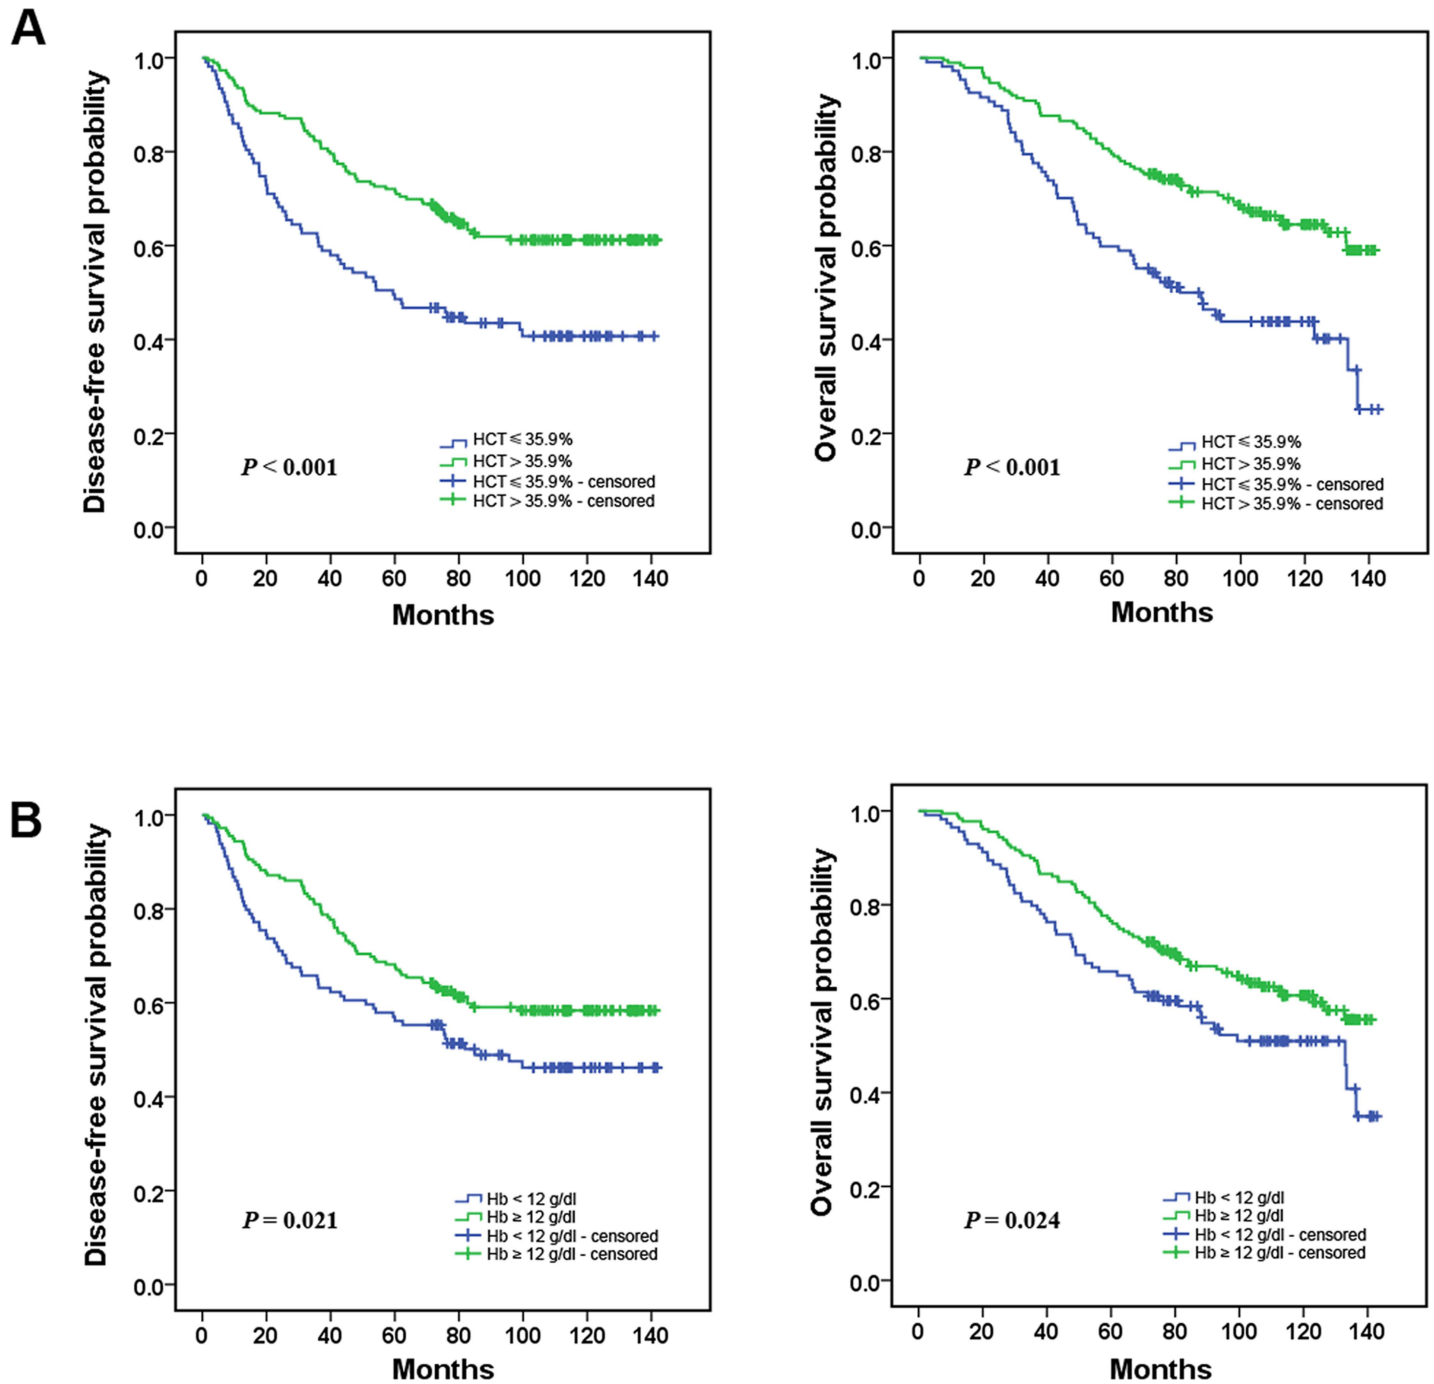 A
Disease-free survival probability
1.0
0.8
0.6
0.4
0.2
0.0
P < 0.001
HCT ≤ 35.9%
HCT > 35.9%
HCT ≤ 35.9% - censored
HCT > 35.9% - censored
0 20 40 60 80 100 120 140
Months
Overall survival probability
1.0
0.8
0.6
0.4
0.2
0.0
P < 0.001
HCT ≤ 35.9%
HCT > 35.9%
HCT ≤ 35.9% - censored
HCT > 35.9% - censored
0 20 40 60 80 100 120 140
Months
B
Disease-free survival probability
1.0
0.8
0.6
0.4
0.2
0.0
P = 0.021
Hb < 12 g/dl
Hb ≥ 12 g/dl
Hb < 12 g/dl - censored
Hb ≥ 12 g/dl - censored
0 20 40 60 80 100 120 140
Months
Overall survival probability
1.0
0.8
0.6
0.4
0.2
0.0
P = 0.024
Hb < 12 g/dl
Hb ≥ 12 g/dl
Hb < 12 g/dl - censored
Hb ≥ 12 g/dl - censored
0 20 40 60 80 100 120 140
Months